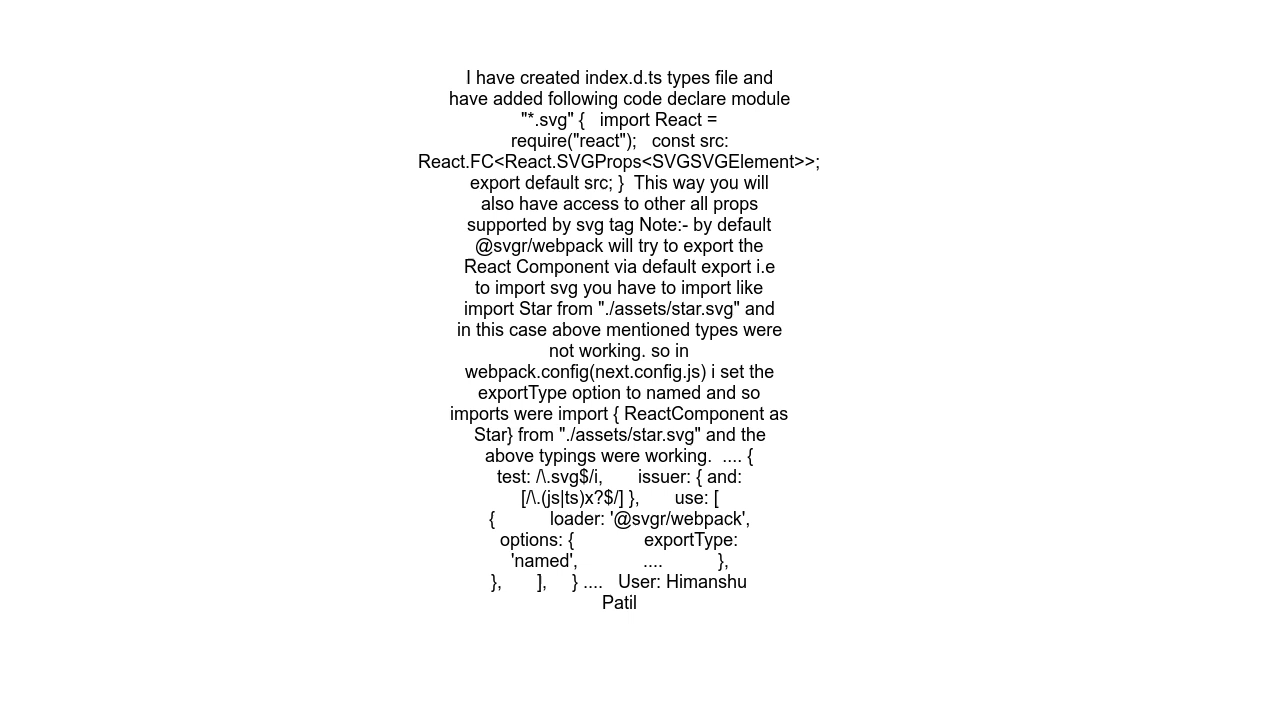 I have created index.d.ts types file and
have added following code declare module
"*.svg" {   import React =
require("react");   const src:
React.FC<React.SVGProps<SVGSVGElement>>;
export default src; }  This way you will
also have access to other all props
supported by svg tag Note:- by default
@svgr/webpack will try to export the
React Component via default export i.e
to import svg you have to import like
import Star from "./assets/star.svg" and
in this case above mentioned types were
not working. so in
webpack.config(next.config.js) i set the
exportType option to named and so
imports were import { ReactComponent as
Star} from "./assets/star.svg" and the
above typings were working.  .... {
test: /\.svg$/i,       issuer: { and:
[/\.(js|ts)x?$/] },       use: [
{           loader: '@svgr/webpack',
options: {              exportType:
'named',             ....           },
},       ],     } ....   User: Himanshu
Patil